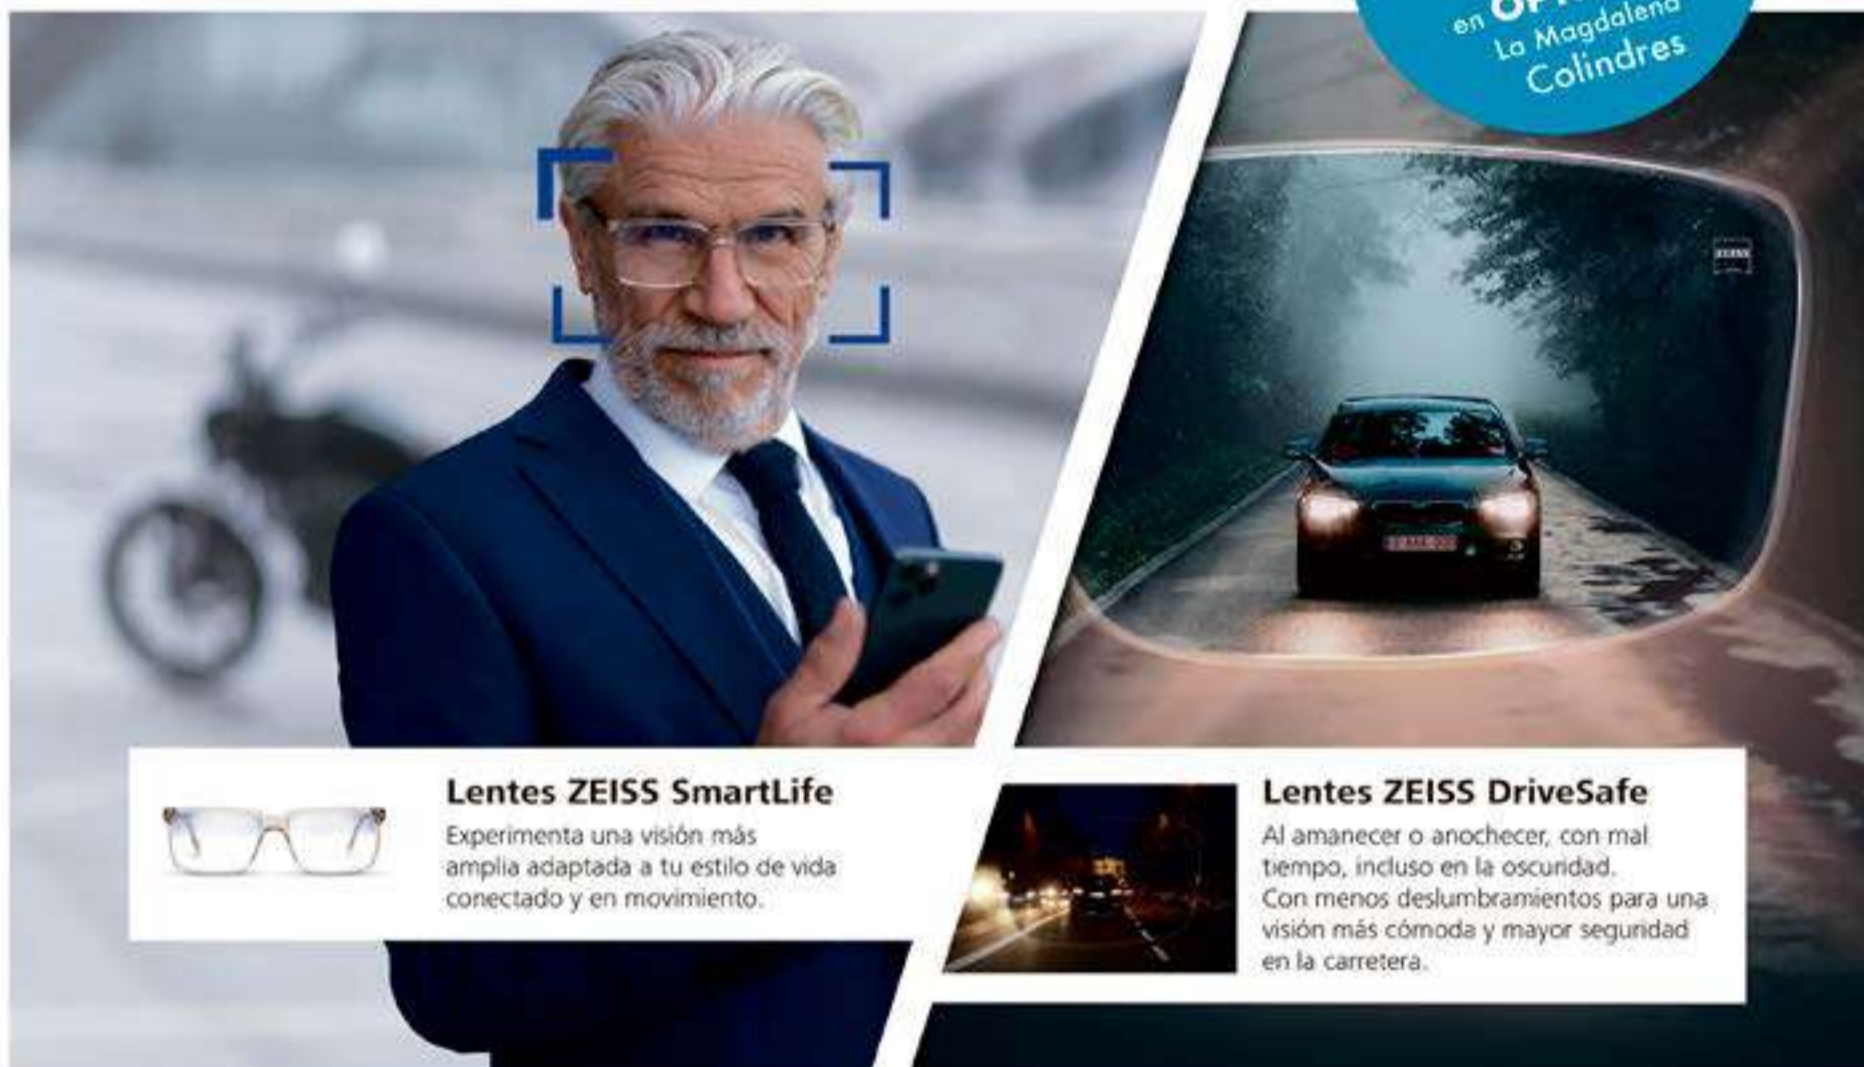 en
La Magdalena
Colindres
ZEISS
Lentes ZEISS SmartLife
Experimenta una visión más
amplia adaptada a tu estilo de vida
conectado y en movimiento.
Lentes ZEISS DriveSafe
Al amanecer o anochecer, con mal
tiempo, incluso en la oscuridad.
Con menos deslumbramientos para una
visión más cómoda y mayor seguridad
en la carretera.